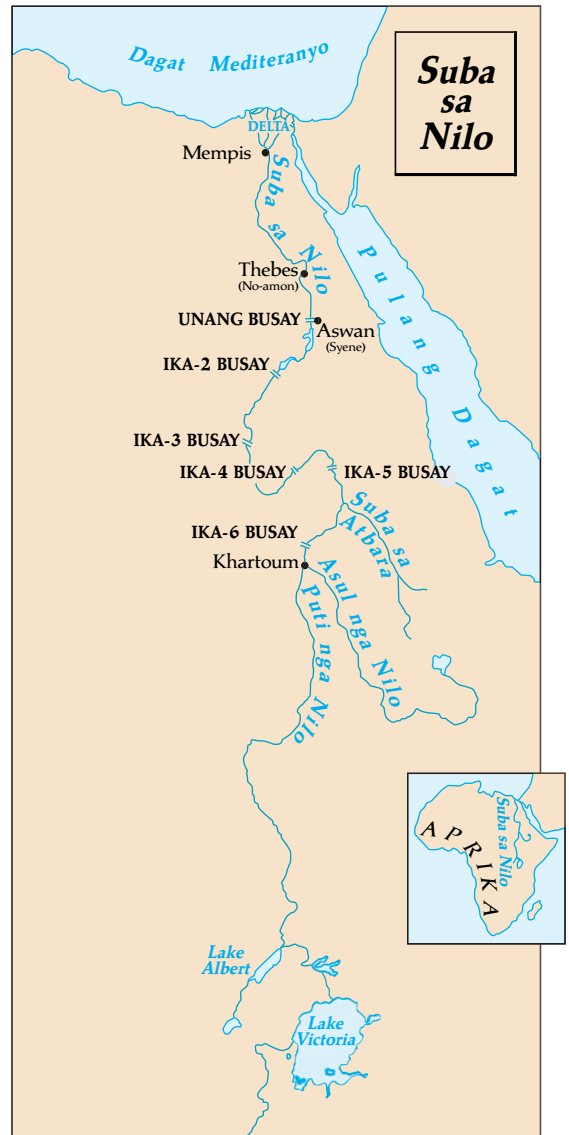 Dagat Mediteranyo
Suba
sa
Nilo
DELTA
Mempis
Suba sa Nilo
Thebes
(No-amon)
UNANG BUSAY
Aswan
(Syene)
Pulang Dagat
IKA-2 BUSAY
IKA-3 BUSAY
IKA-4 BUSAY
IKA-5 BUSAY
Suba sa
Atbara
IKA-6 BUSAY
Khartoum
Asul nga Nilo
Puti nga Nilo
Suba sa Nilo
APRIKA
Lake
Albert
Lake
Victoria